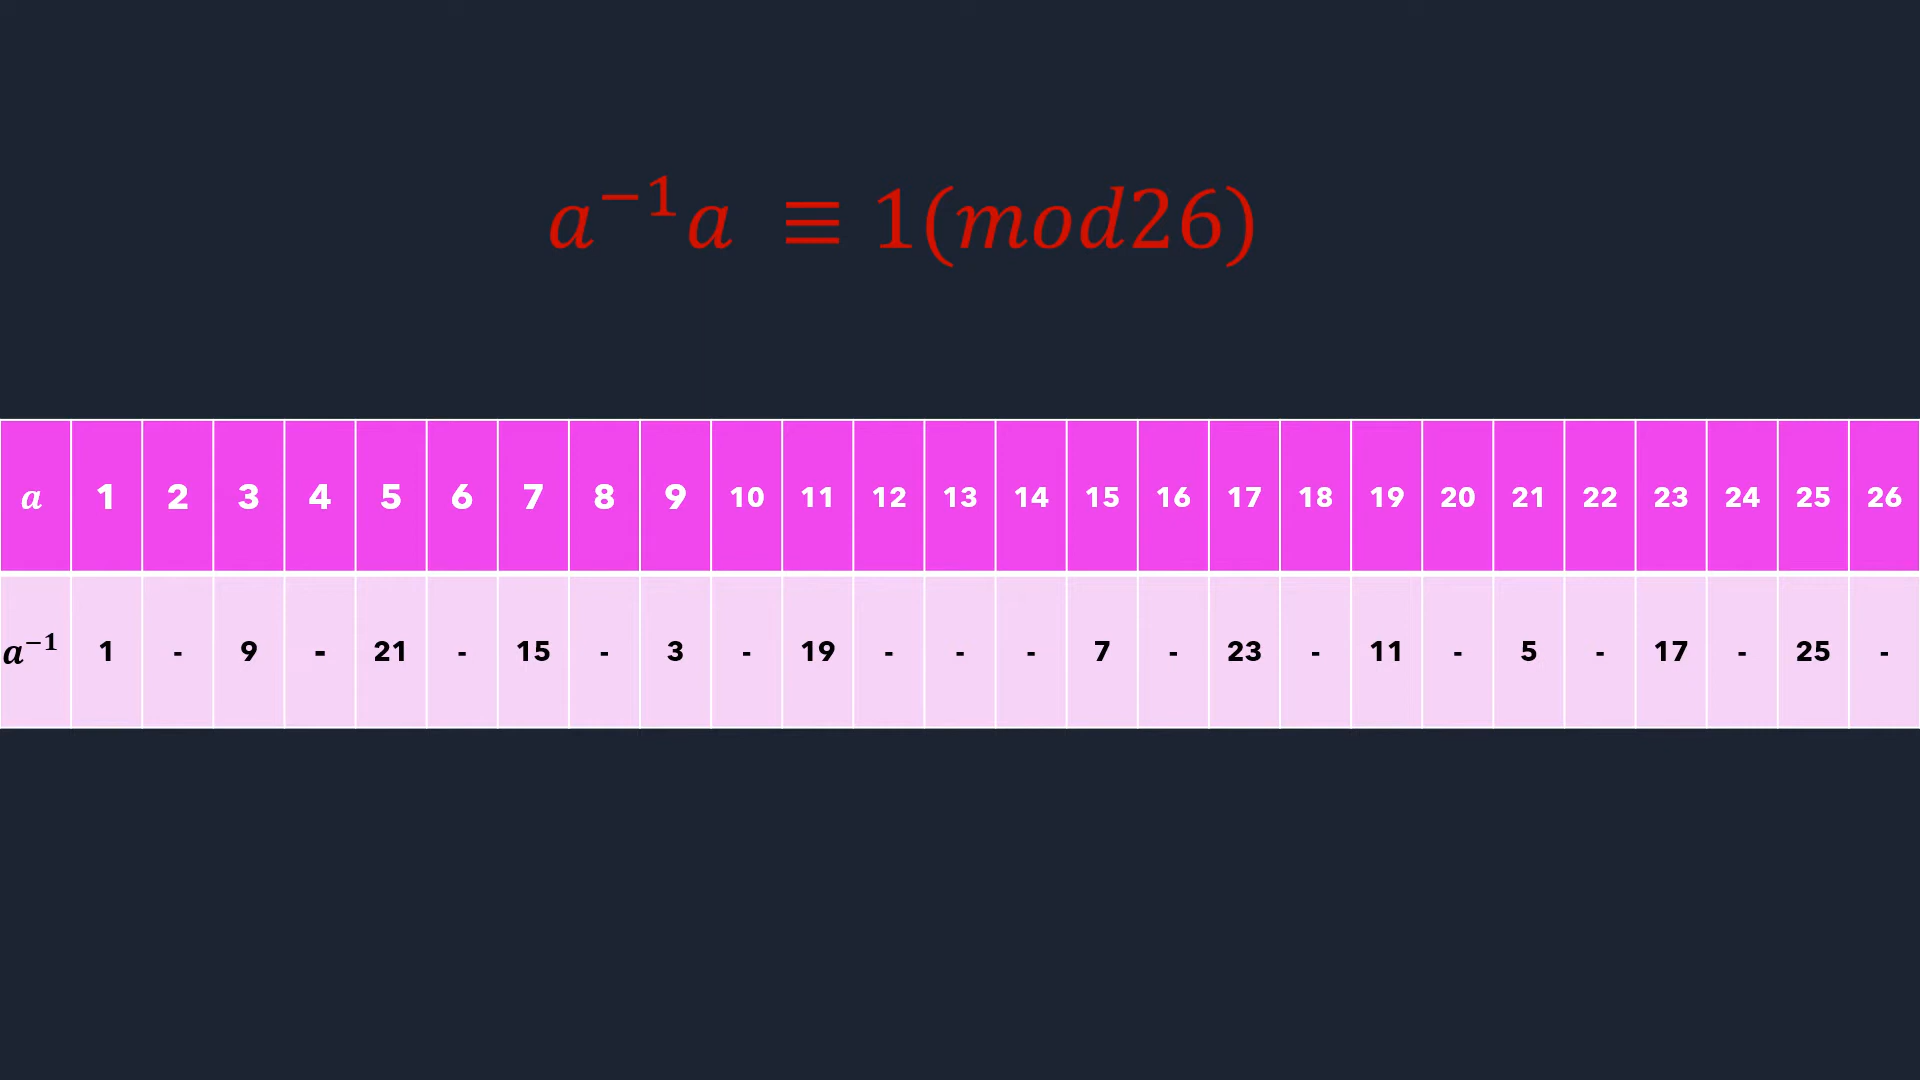 a⁻¹a ≡ 1(mod26)
a 1 2 3 4 5 6 7 8 9 10 11 12 13 14 15 16 17 18 19 20 21 22 23 24 25 26
a⁻¹ 1 - 9 - 21 - 15 - 3 - 19 - - - 7 - 23 - 11 - 5 - 17 - 25 -